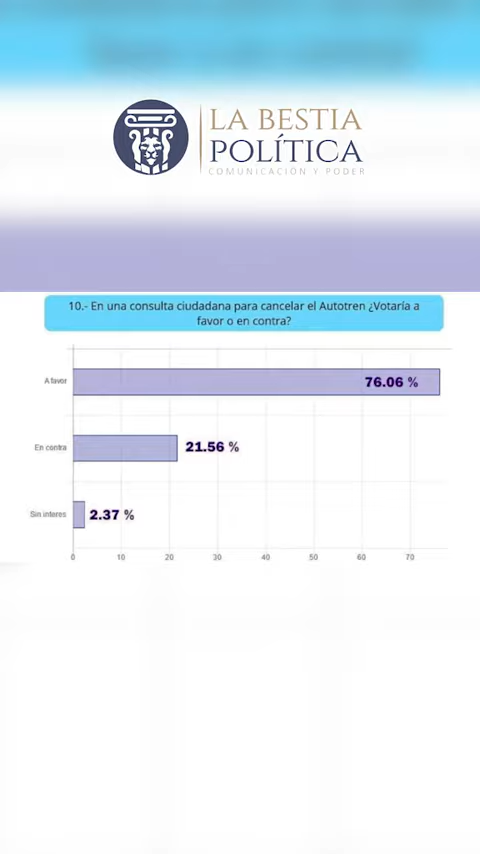 LA BESTIA
POLÍTICA
COMUNICACIÓN Y PODER
10.- En una consulta ciudadana para cancelar el Autotren ¿Votaría a
favor o en contra?
A favor
76.06 %
En contra
21.56 %
Sin interes
2.37 %
0 10 20 30 40 50 60 70